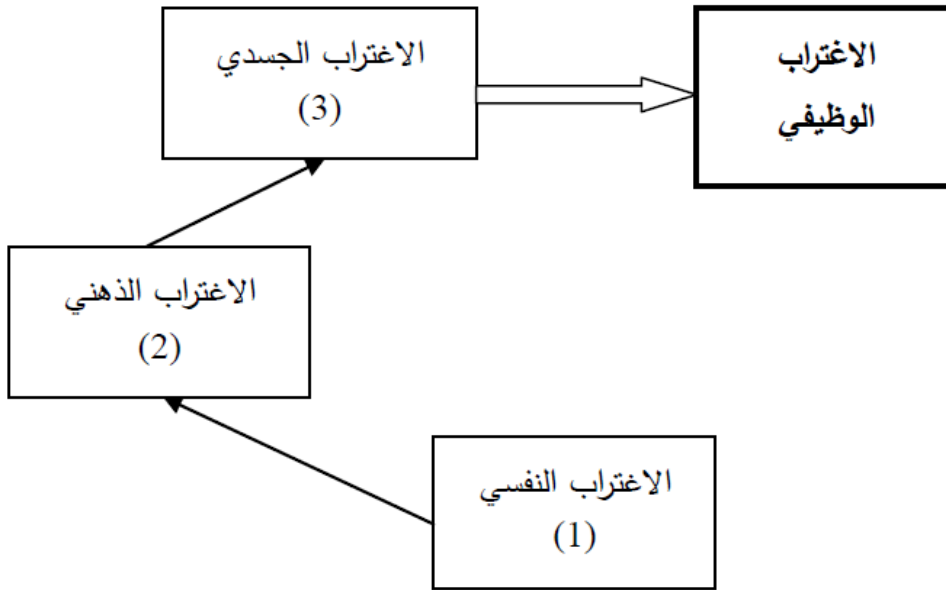 الاغتراب الجسدي
(3)
الاغتراب
الوظيفي
الاغتراب الذهني
(2)
الاغتراب النفسي
(1)